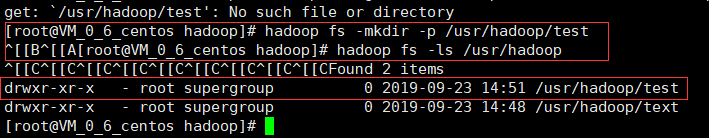 get: `/usr/hadoop/test': No such file or directory
[root@VM_0_6_centos hadoop]# hadoop fs -mkdir -p /usr/hadoop/test
^[[B^[[A[root@VM_0_6_centos hadoop]# hadoop fs -ls /usr/hadoop
^[[C^[[C^[[C^[[C^[[C^[[C^[[C^[[C^[[CFound 2 items
drwxr-xr-x   - root supergroup          0 2019-09-23 14:51 /usr/hadoop/test
drwxr-xr-x   - root supergroup          0 2019-09-23 14:48 /usr/hadoop/text
[root@VM_0_6_centos hadoop]#